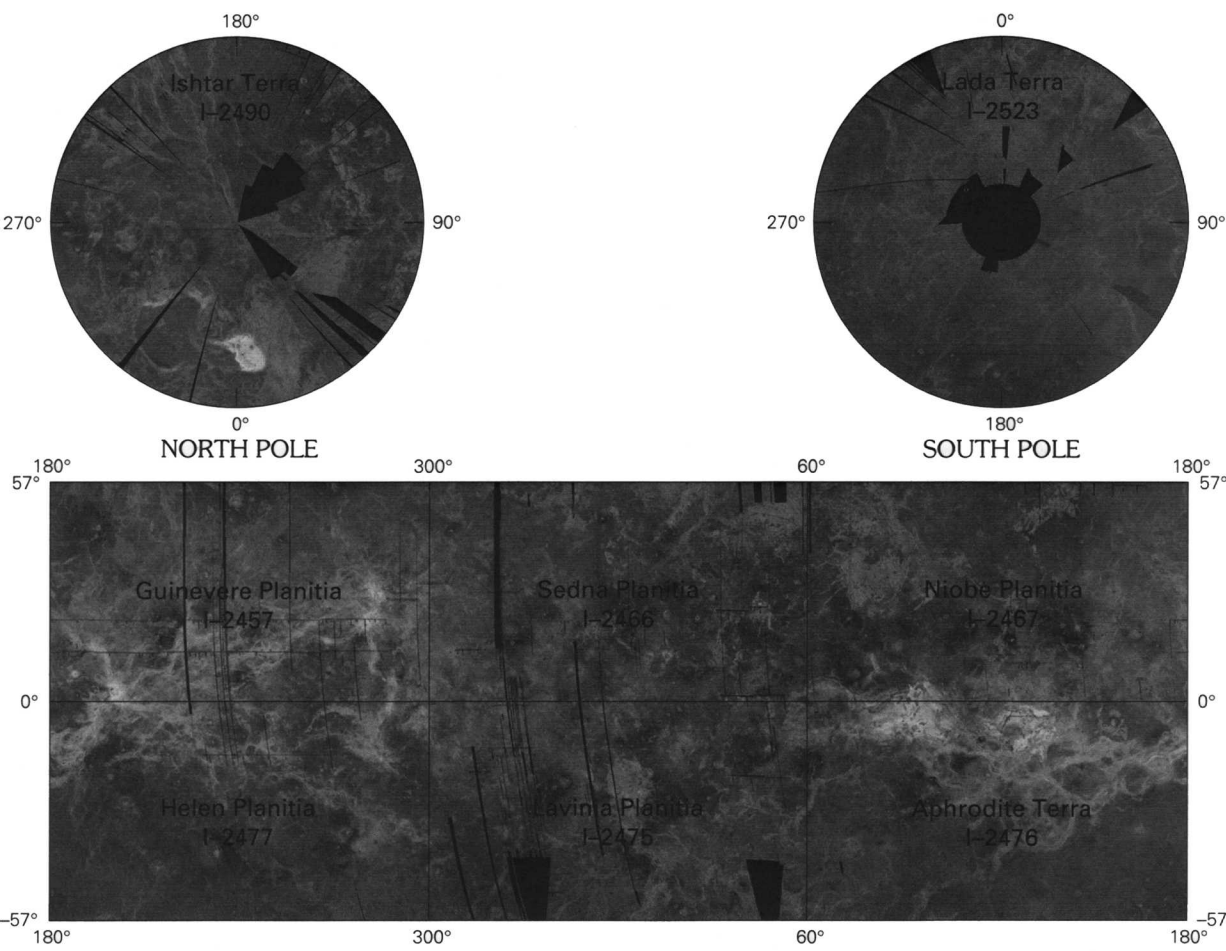 180°
0°
Ishtar Terra
I–2490
Lada Terra
I–2523
270°
90°
270°
90°
0°
180°
NORTH POLE
SOUTH POLE
180°
300°
60°
180°
57°
57°
Guinevere Planitia
I–2457
Sedna Planitia
I–2466
Niobe Planitia
I–2467
0°
0°
Helen Planitia
I–2477
Lavinia Planitia
I–2475
Aphrodite Terra
I–2476
–57°
–57
180°
300°
60°
180°